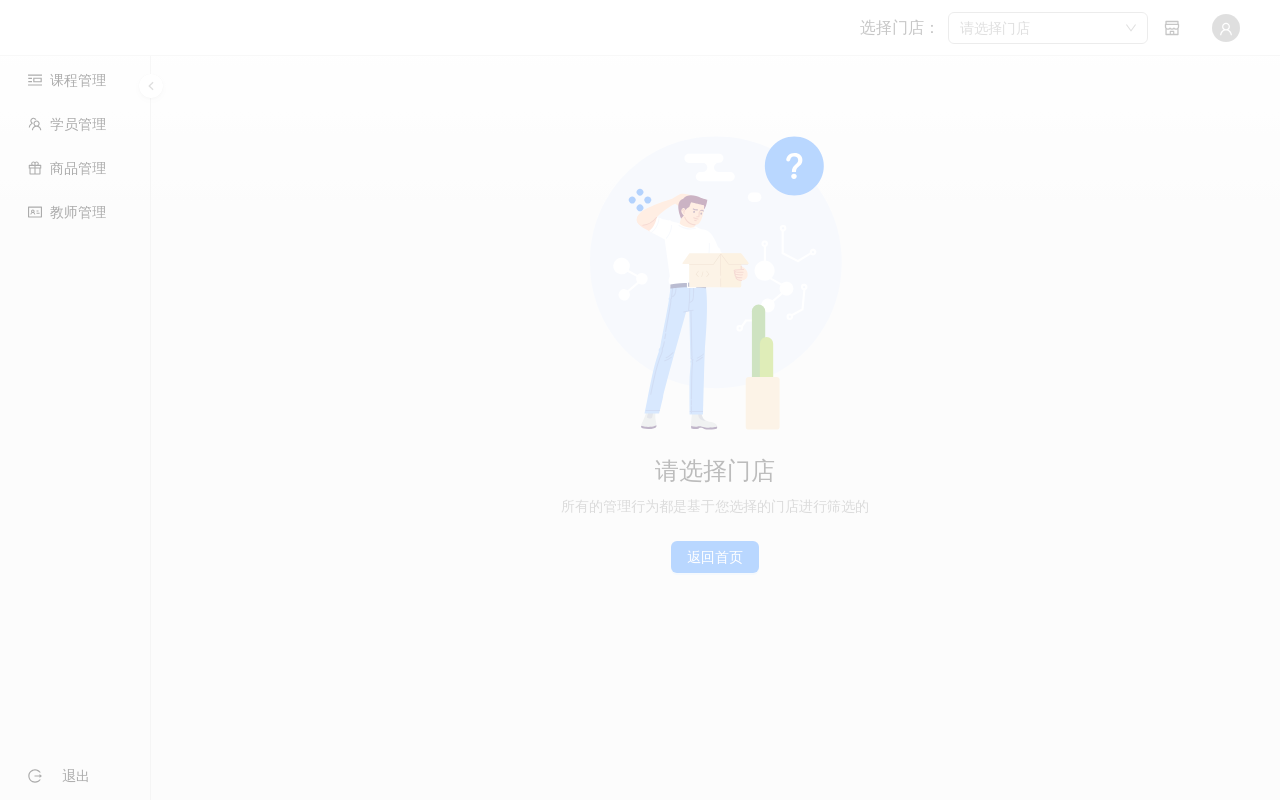 选择门店：
请选择门店
课程管理
学员管理
商品管理
教师管理
?
请选择门店
所有的管理行为都是基于您选择的门店进行筛选的
返回首页
退出